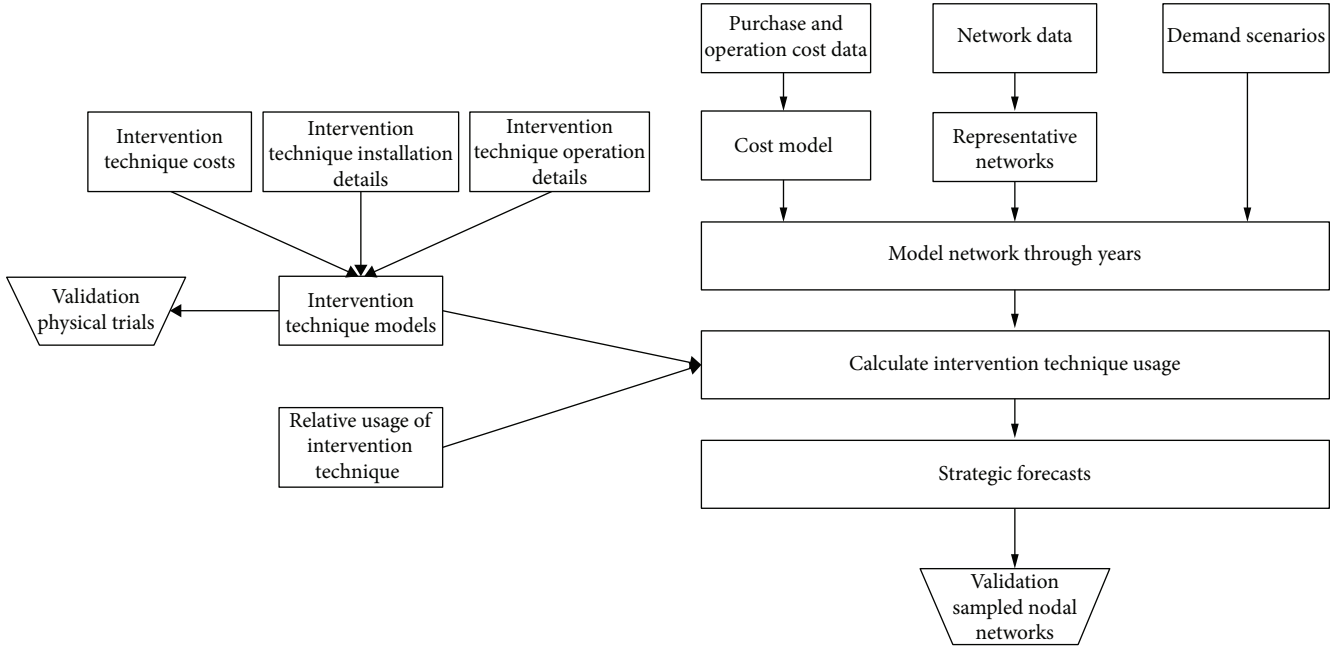 Purchase and
operation cost data
Network data
Demand scenarios
Intervention
technique costs
Intervention
technique installation
details
Intervention
technique operation
details
Cost model
Representative
networks
Model network through years
Validation
physical trials
Intervention
technique models
Calculate intervention technique usage
Relative usage of
intervention
technique
Strategic forecasts
Validation
sampled nodal
networks